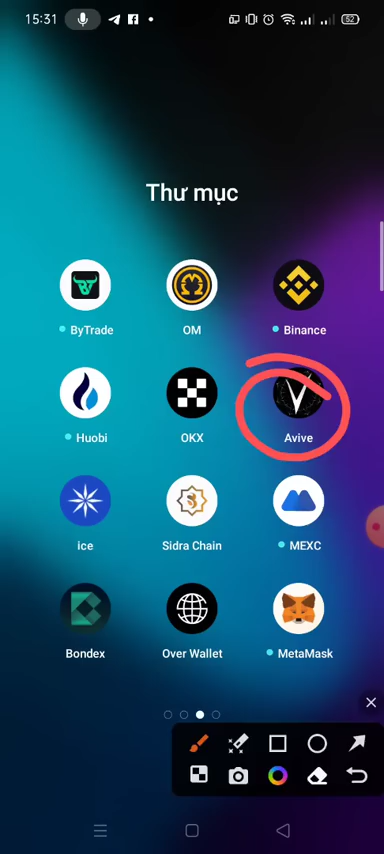 15:31
52
Thư mục
ByTrade
OM
Binance
Huobi
OKX
Avive
ice
Sidra Chain
MEXC
Bondex
Over Wallet
MetaMask